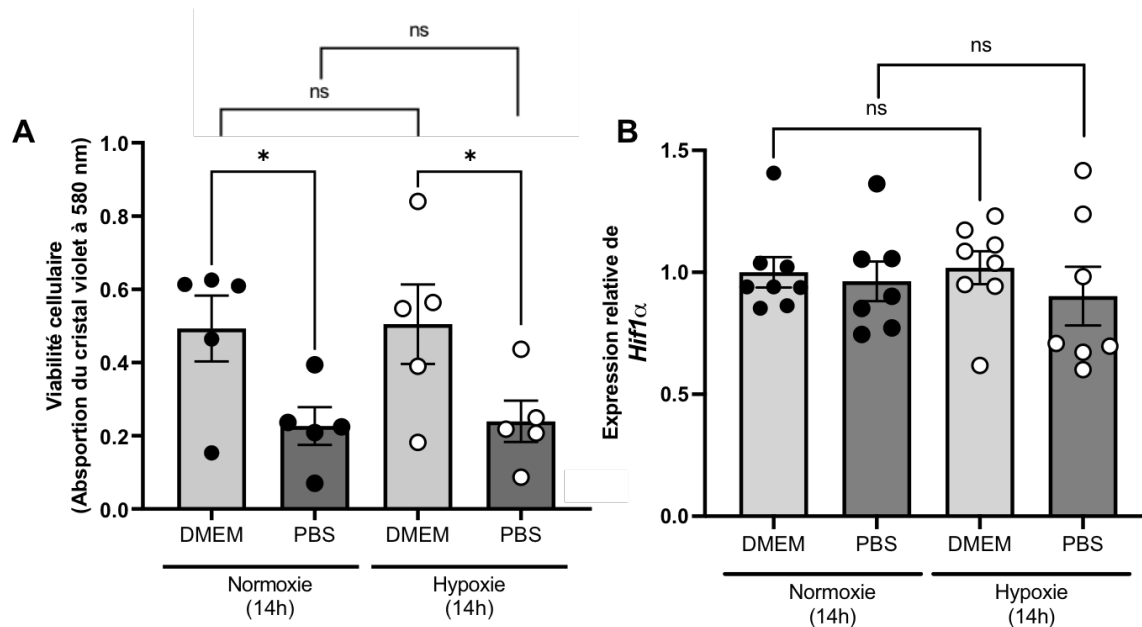 A
ns
ns
*
*
Viabilité cellulaire
(Absportion du cristal violet à 580 nm)
1.0
0.8
0.6
0.4
0.2
0.0
DMEM
PBS
DMEM
PBS
Normoxie
(14h)
Hypoxie
(14h)
B
ns
ns
Expression relative de
Hif1α
1.5
1.0
0.5
0.0
DMEM
PBS
DMEM
PBS
Normoxie
(14h)
Hypoxie
(14h)